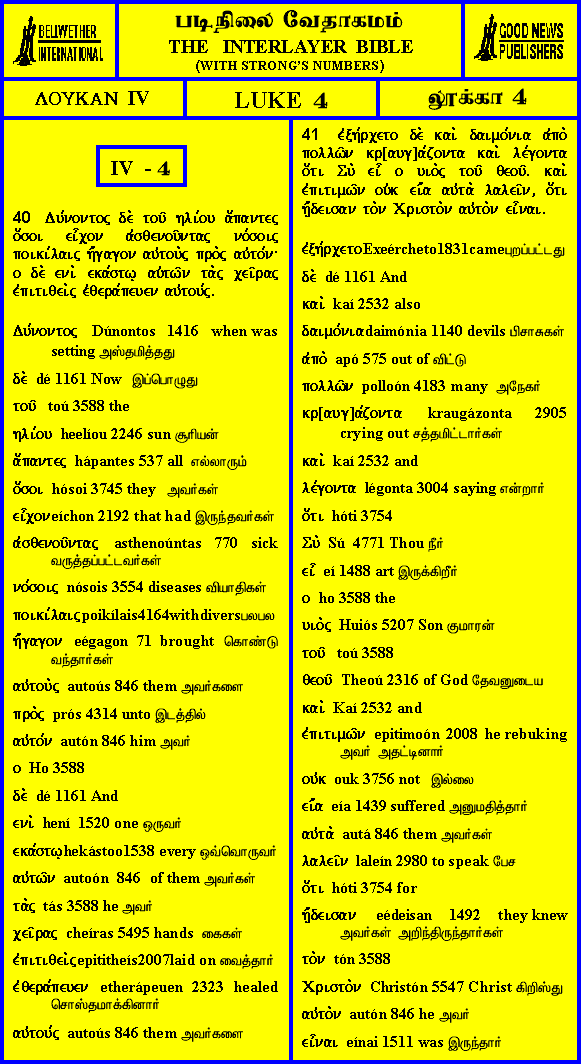 BELLWETHER
INTERNATIONAL
படிநிலை வேதாகமம்
THE INTERLAYER BIBLE
(WITH STRONG'S NUMBERS)
GOOD NEWS
PUBLISHERS
ΛΟΥΚΑΝ IV
LUKE 4
லூக்கா 4
IV - 4
40 Δύνοντος δὲ τοῦ ηλίου ἅπαντες
ὅσοι εἶχον ἀσθενοῦντας νόσοις
ποικίλαις ἤγαγον αὐτοὺς πρὸς αὐτόν·
ο δὲ ενὶ εκάστῳ αὐτῶν τὰς χεῖρας
ἐπιτιθεὶς ἐθεράπευεν αὐτούς.
Δύνοντος Dúnontos 1416 when was
setting அஸ்தமித்தது
δὲ dé 1161 Now இப்பொழுது
τοῦ toú 3588 the
ηλίου heelíou 2246 sun சூரியன்
ἅπαντες hápantes 537 all எல்லாரும்
ὅσοι hósoi 3745 they அவர்கள்
εἶχον eíchon 2192 that had இருந்தவர்கள்
ἀσθενοῦντας asthenoúntas 770 sick
வருத்தப்பட்டவர்கள்
νόσοις nósois 3554 diseases வியாதிகள்
ποικίλαις poikílais 4164 with divers பலபல
ἤγαγον eégagon 71 brought கொண்டு
வந்தார்கள்
αὐτοὺς autoús 846 them அவர்களை
πρὸς prós 4314 unto இடத்தில்
αὐτόν autón 846 him அவர்
ο Ho 3588
δὲ dé 1161 And
ενὶ hení 1520 one ஒருவர்
εκάστῳ hekástoo 1538 every ஒவ்வொருவர்
αὐτῶν autoón 846 of them அவர்கள்
τὰς tás 3588 he அவர்
χεῖρας cheíras 5495 hands கைகள்
ἐπιτιθεὶς epititheís 2007 laid on வைத்தார்
ἐθεράπευεν etherápeuen 2323 healed
சொஸ்தமாக்கினார்
αὐτούς autoús 846 them அவர்களை
41 ἐξήρχετο δὲ καὶ δαιμόνια ἀπὸ
πολλῶν κρ[αυγ]άζοντα καὶ λέγοντα
ὅτι Σὺ εἶ ο υιὸς τοῦ θεοῦ. καὶ
ἐπιτιμῶν οὐκ εἴα αὐτὰ λαλεῖν, ὅτι
ᾔδεισαν τὸν Χριστὸν αὐτὸν εἶναι.
ἐξήρχετο Exeércheto 1831 came புறப்பட்டது
δὲ dé 1161 And
καὶ kaí 2532 also
δαιμόνια daimónia 1140 devils பிசாசுகள்
ἀπὸ apó 575 out of விட்டு
πολλῶν polloón 4183 many அநேகர்
κρ[αυγ]άζοντα kraugázonta 2905
crying out சத்தமிட்டார்கள்
καὶ kaí 2532 and
λέγοντα légonta 3004 saying என்றார்
ὅτι hóti 3754
Σὺ Sú 4771 Thou நீர்
εἶ eí 1488 art இருக்கிறீர்
ο ho 3588 the
υιὸς Huiós 5207 Son குமாரன்
τοῦ toú 3588
θεοῦ Theoú 2316 of God தேவனுடைய
καὶ Kaí 2532 and
ἐπιτιμῶν epitimoón 2008 he rebuking
அவர் அதட்டினார்
οὐκ ouk 3756 not இல்லை
εἴα eía 1439 suffered அனுமதித்தார்
αὐτὰ autá 846 them அவர்கள்
λαλεῖν laleín 2980 to speak பேச
ὅτι hóti 3754 for
ᾔδεισαν eédeisan 1492 they knew
அவர்கள் அறிந்திருந்தார்கள்
τὸν tón 3588
Χριστὸν Christón 5547 Christ கிறிஸ்து
αὐτὸν autón 846 he அவர்
εἶναι eínai 1511 was இருந்தார்